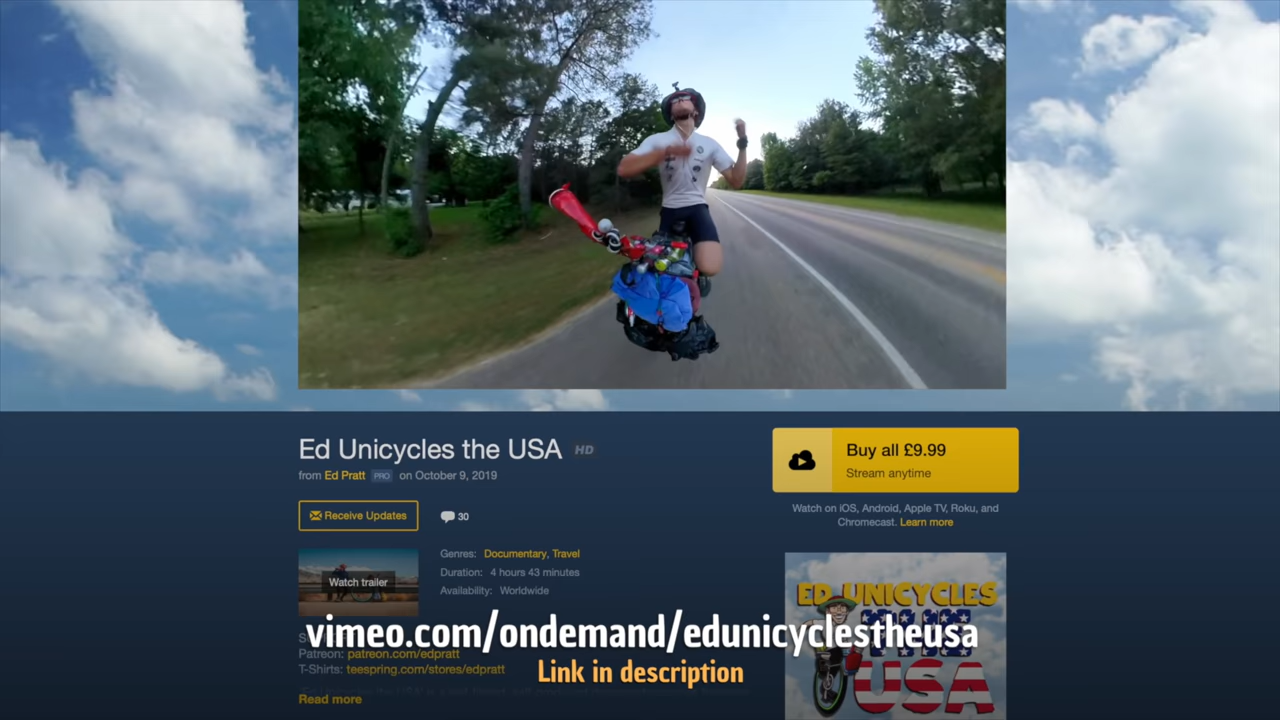 Ed Unicycles the USA HD
from Ed Pratt PRO on October 9, 2019
Receive Updates
30
Buy all £9.99
Stream anytime
Watch on iOS, Android, Apple TV, Roku, and
Chromecast. Learn more
Watch trailer
Genres: Documentary, Travel
Duration: 4 hours 43 minutes
Availability: Worldwide
vimeo.com/ondemand/edunicyclestheusa
Patreon: patreon.com/edpratt
T-Shirts: teespring.com/stores/edpratt
Link in description
Read more
ED UNICYCLES
THE
USA